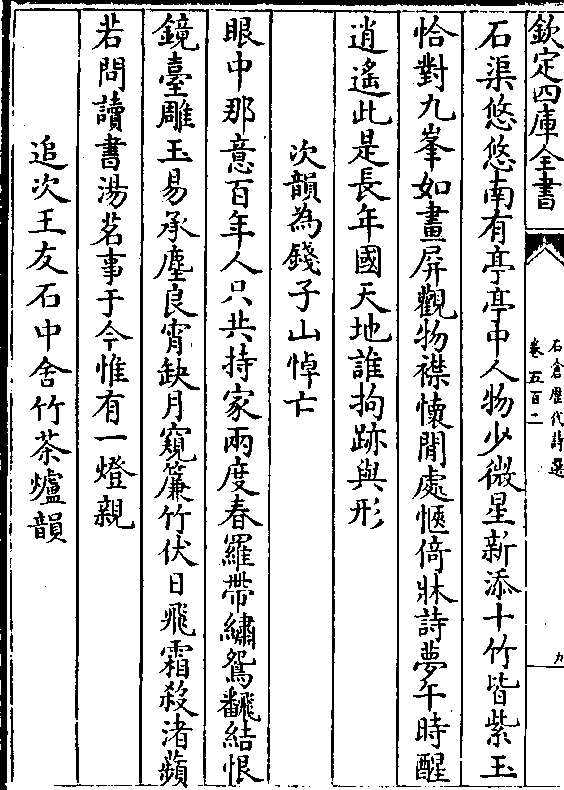 欽定四庫全書
石倉歷代詩選
卷五百二
九
石渠悠悠南有亭亭中人物少微星新添十竹皆紫玉
恰對九峯如畫屏觀物襟懷閒處愜倚牀詩夢午時醒
逍遙此是長年國天地誰拘跡與形
次韻為錢子山悼亡
眼中那意百年人只共持家兩度春羅帶繡鴛翻結恨
鏡臺雕玉易承塵良宵缺月窺簾竹伏日飛霜殺渚蘋
若問讀書湯茗事于今惟有一燈親
追次王友石中舍竹茶爐韻